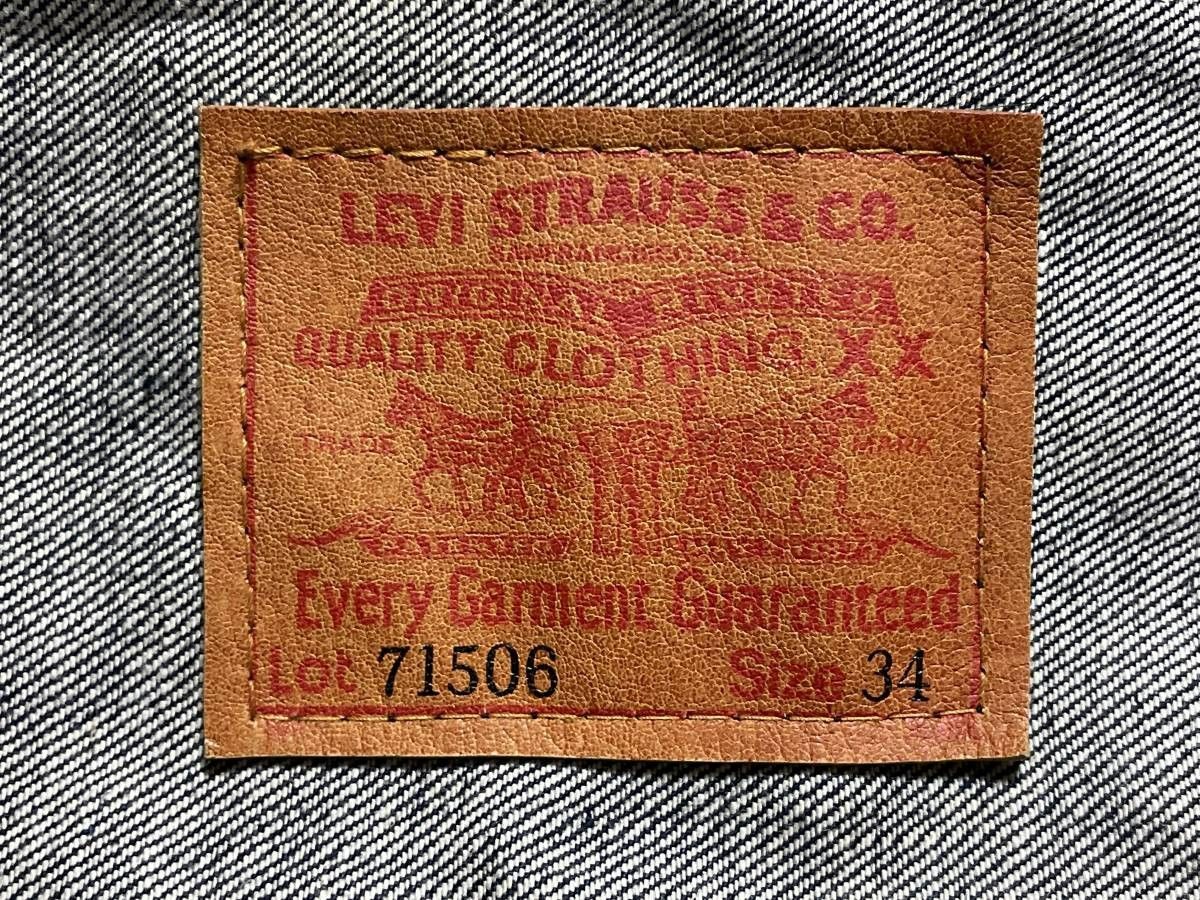 LEVI STRAUSS & CO.
QUALITY CLOTHING XX
TRADE MARK
Every Garment Guaranteed
Lot 71506 Size 34